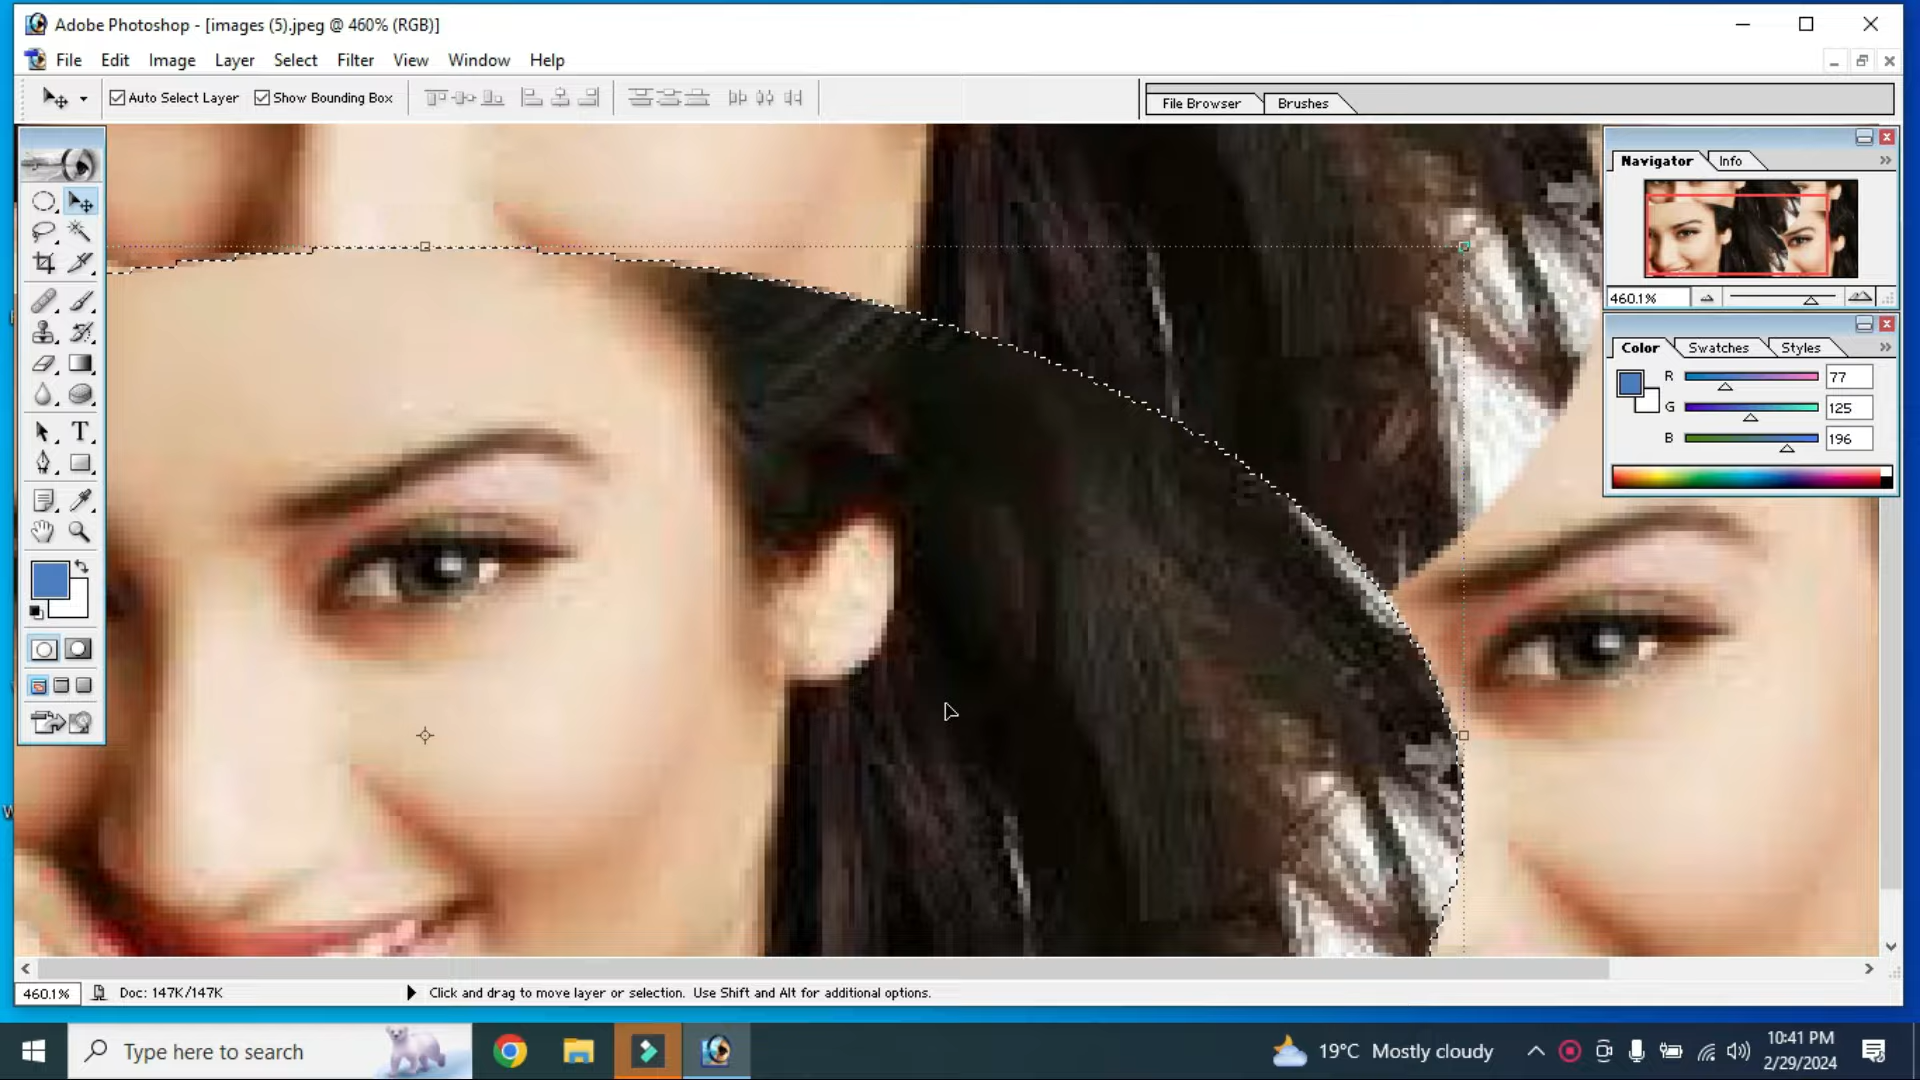 Adobe Photoshop - [images (5).jpeg @ 460% (RGB)]
File Edit Image Layer Select Filter View Window Help
Auto Select Layer Show Bounding Box
File Browser Brushes
Navigator Info
460.1%
Color Swatches Styles
R 77
G 125
B 196
T
460.1% Doc: 147K/147K Click and drag to move layer or selection. Use Shift and Alt for additional options.
Type here to search
19°C Mostly cloudy
10:41 PM
2/29/2024